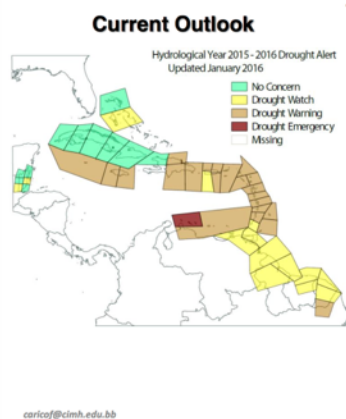 Current Outlook
Hydrological Year 2015 - 2016 Drought Alert
Updated January 2016
No Concern
Drought Watch
Drought Warning
Drought Emergency
Missing
caricof@cimh.edu.bb